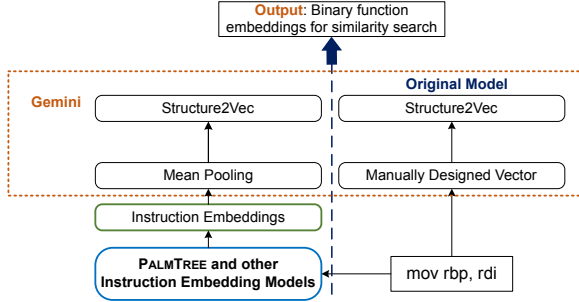 Output: Binary function
embeddings for similarity search
Gemini
Original Model
Structure2Vec
Structure2Vec
Mean Pooling
Manually Designed Vector
Instruction Embeddings
PALMTREE and other
Instruction Embedding Models
mov rbp, rdi